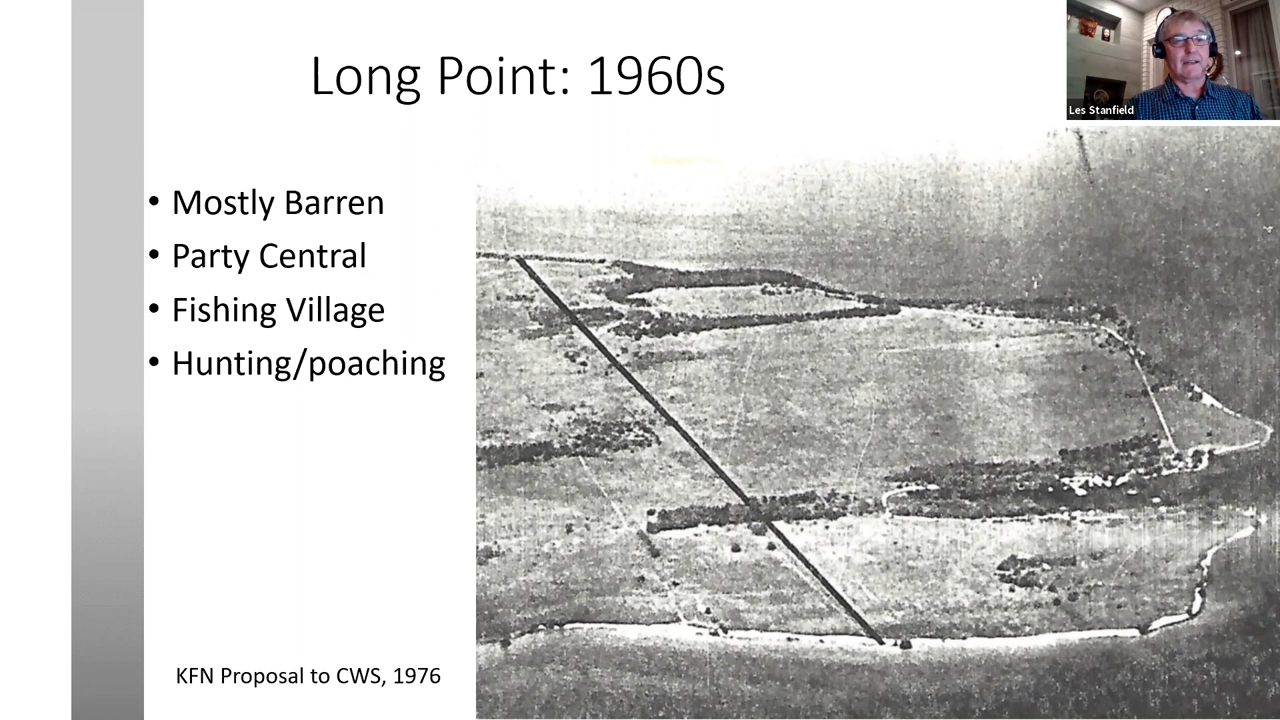 Long Point: 1960s
Les Stanfield
• Mostly Barren
• Party Central
• Fishing Village
• Hunting/poaching
KFN Proposal to CWS, 1976